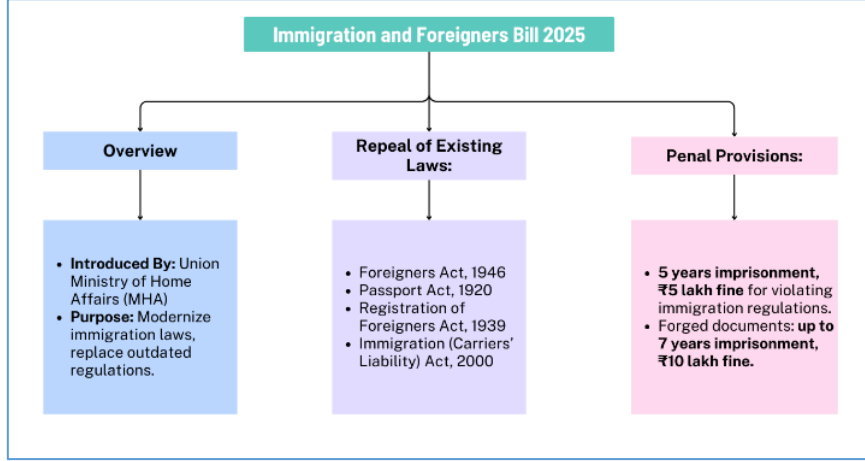 Immigration and Foreigners Bill 2025
Overview
• Introduced By: Union
Ministry of Home
Affairs (MHA)
• Purpose: Modernize
immigration laws,
replace outdated
regulations.
Repeal of Existing
Laws:
• Foreigners Act, 1946
• Passport Act, 1920
• Registration of
Foreigners Act, 1939
• Immigration (Carriers’
Liability) Act, 2000
Penal Provisions:
• 5 years imprisonment,
₹5 lakh fine for violating
immigration regulations.
• Forged documents: up to
7 years imprisonment,
₹10 lakh fine.